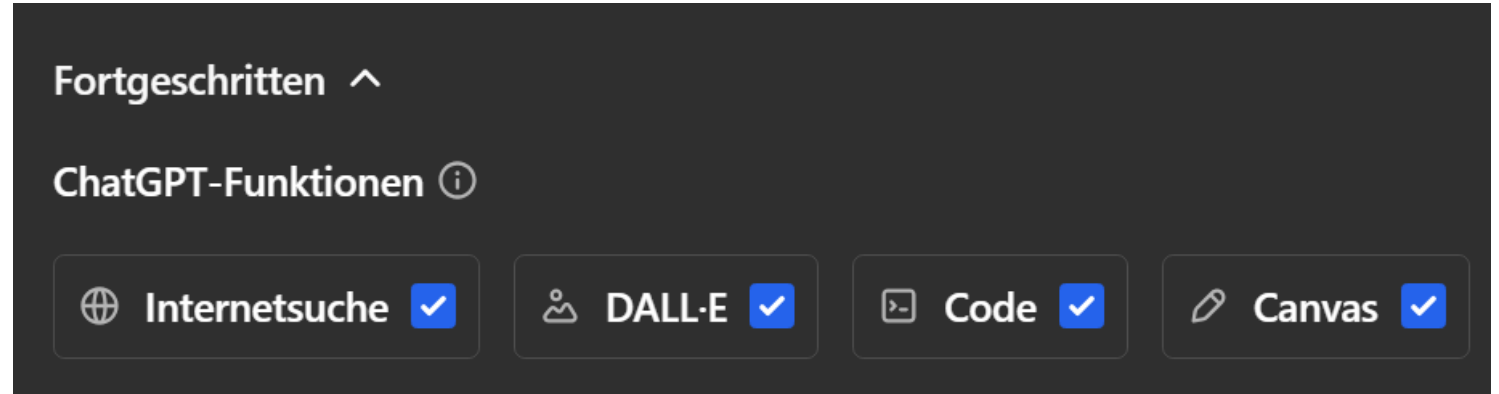 Fortgeschritten
ChatGPT-Funktionen
Internetsuche DALL·E Code Canvas